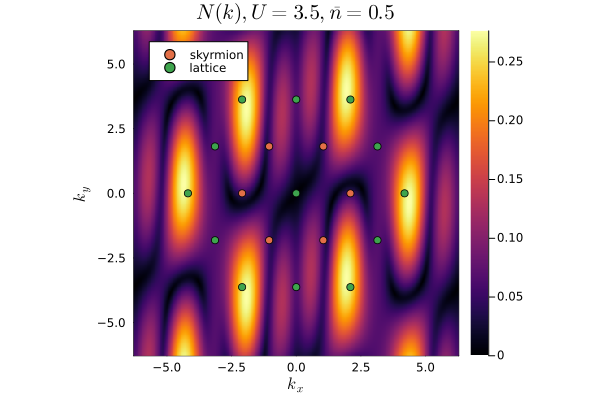 N(k), U = 3.5, n̄ = 0.5
skyrmion
lattice
5.0
2.5
0.0
−2.5
−5.0
k_y
−5.0 −2.5 0.0 2.5 5.0
k_x
0.25
0.20
0.15
0.10
0.05
0